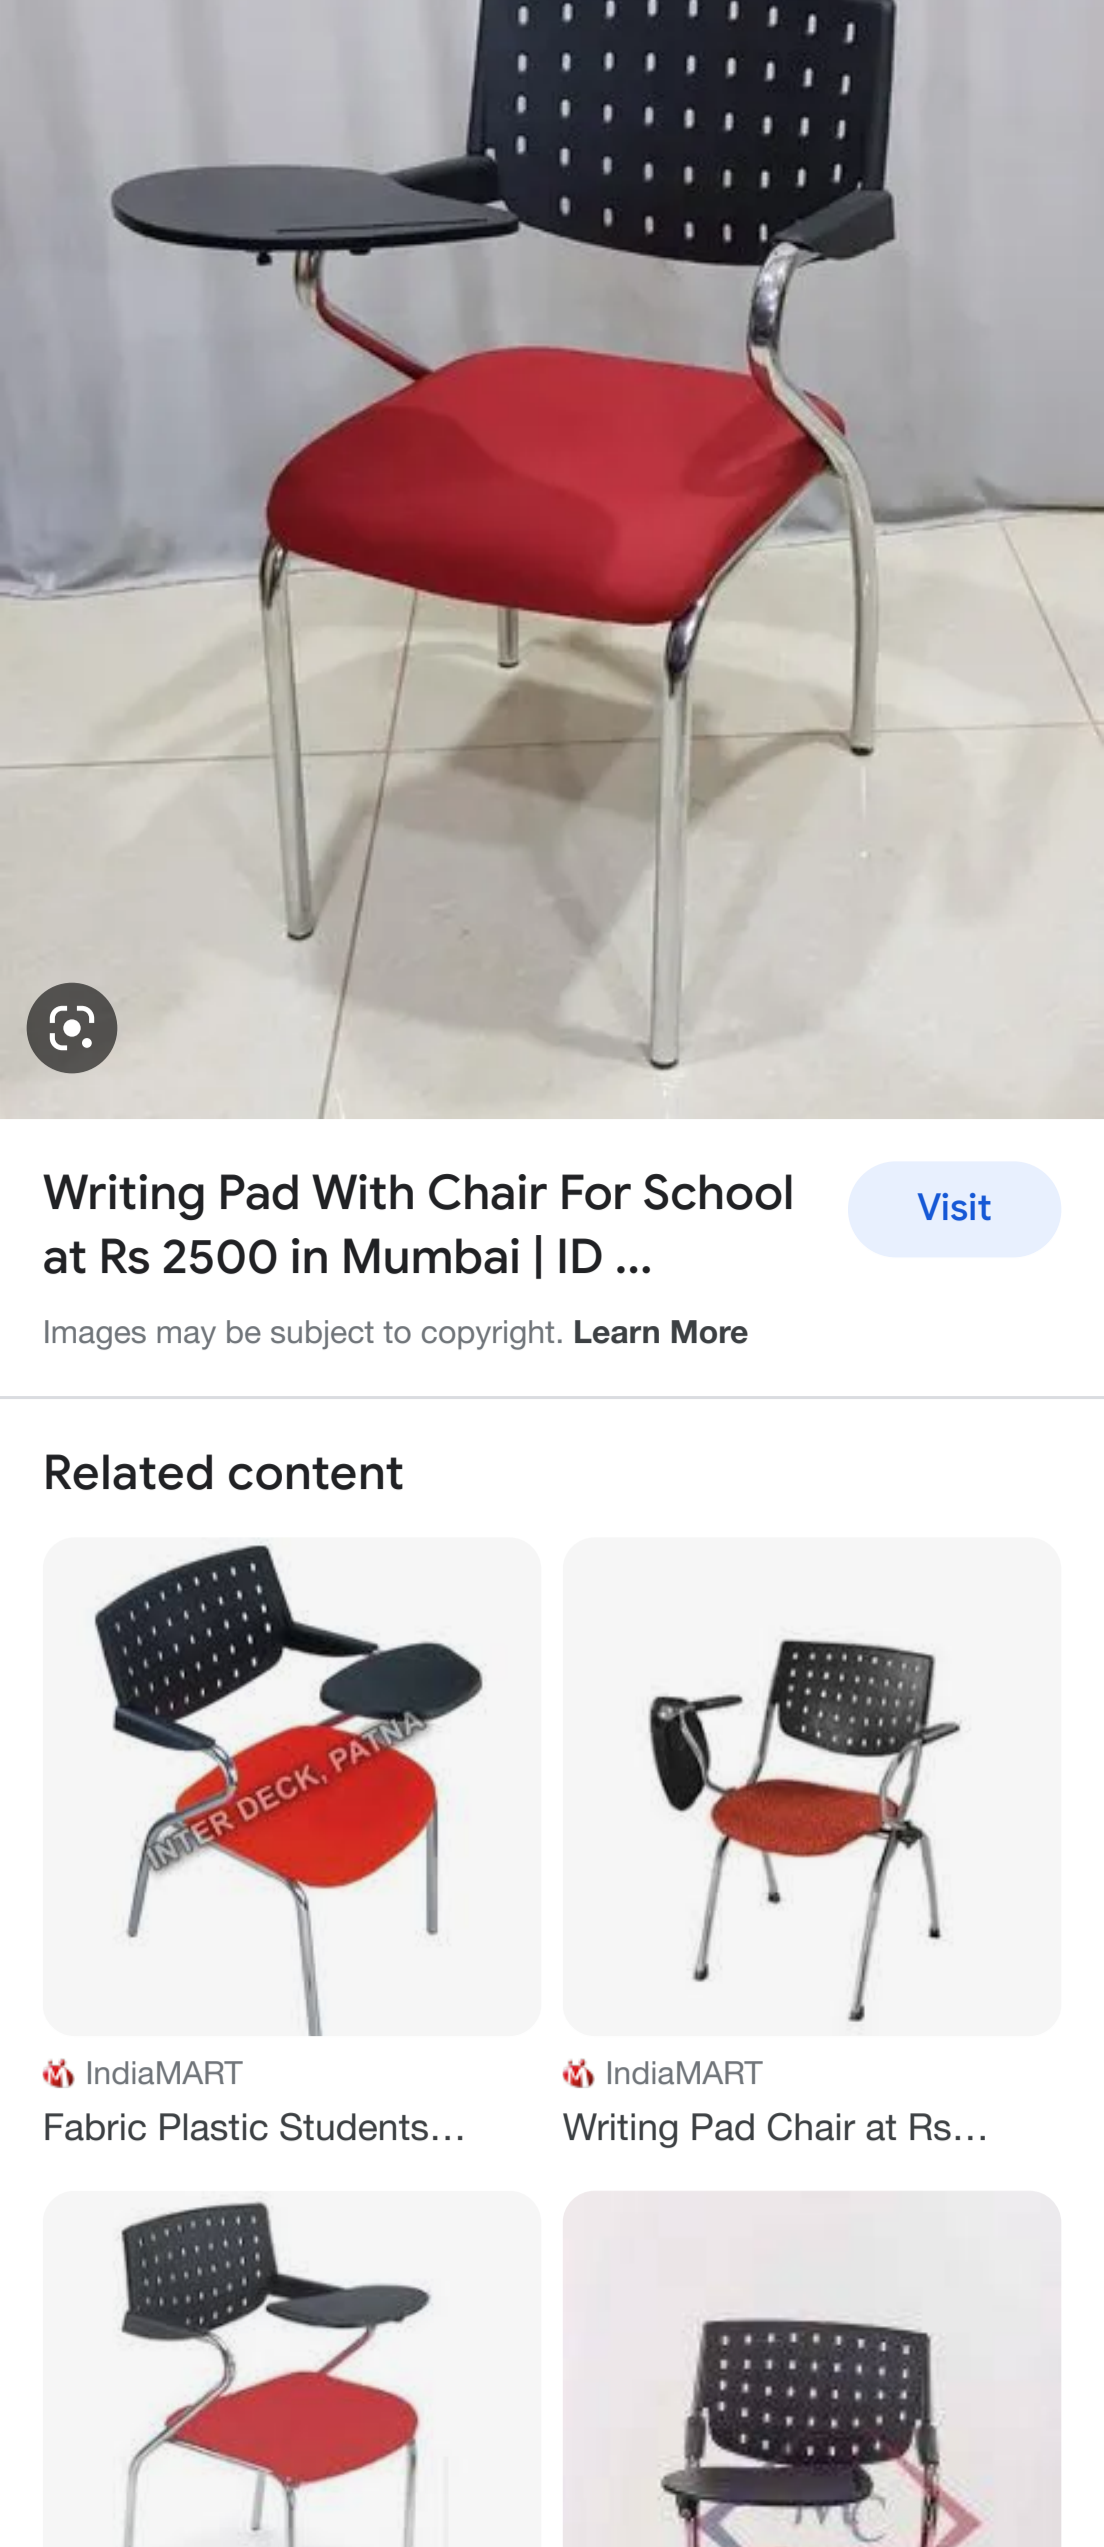 Writing Pad With Chair For School
at Rs 2500 in Mumbai | ID ...
Visit
Images may be subject to copyright. Learn More
Related content
INTER DECK, PATNA
IndiaMART
Fabric Plastic Students...
IndiaMART
Writing Pad Chair at Rs...
MC